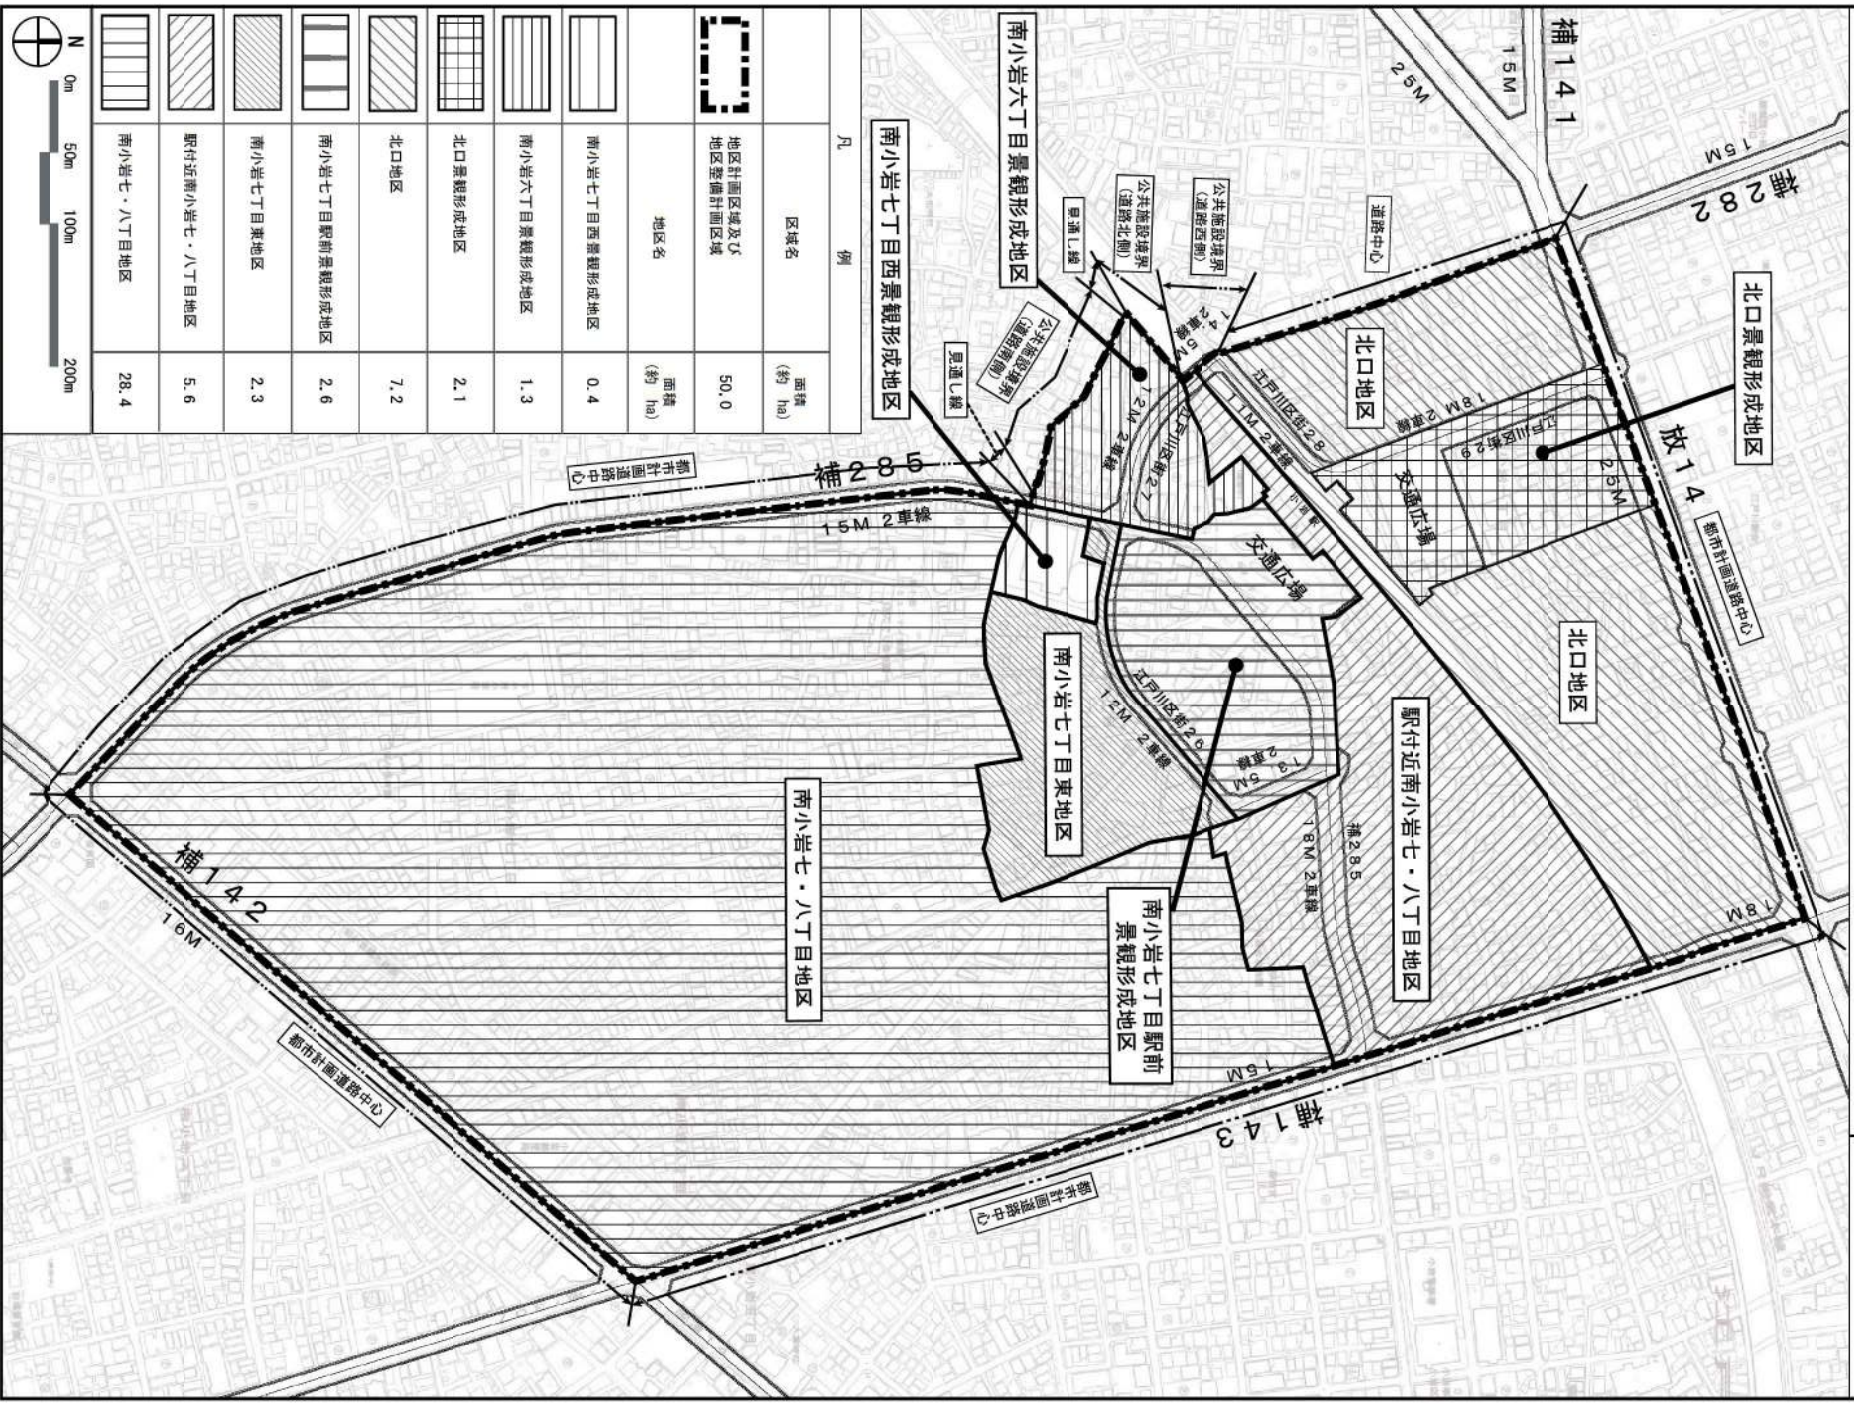 凡 例
区域名
面積
(約 ha)
地区計画区域及び
地区整備計画区域
50.0
地区名
面積
(約 ha)
南小岩七丁目西景観形成地区
0.4
南小岩六丁目景観形成地区
1.3
北口景観形成地区
2.1
北口地区
7.2
南小岩七丁目駅前景観形成地区
2.6
南小岩七丁目東地区
2.3
駅付近南小岩七・八丁目地区
5.6
南小岩七・八丁目地区
28.4
N
0m
50m
100m
200m
補141
15M
25M
補282
15M
道路中心
公共施設境界
(道路西側)
公共施設境界
(道路北側)
見通し線
公共施設境界
(道路南側)
見通し線
南小岩六丁目景観形成地区
南小岩七丁目西景観形成地区
北口景観形成地区
北口地区
放14
都市計画道路中心
25M
18M 2車線
江戸川区街29
交通広場
江戸川区街28
11M 2車線
14.5M
2車線
12M 2車線
江戸川区街27
小岩駅
交通広場
北口地区
補285
15M 2車線
都市計画道路中心
南小岩七丁目東地区
江戸川区街26
12M 2車線
13.5M
2車線
駅付近南小岩七・八丁目地区
補285
18M 2車線
18M
南小岩七丁目駅前
景観形成地区
南小岩七・八丁目地区
補142
16M
都市計画道路中心
15M
補143
都市計画道路中心